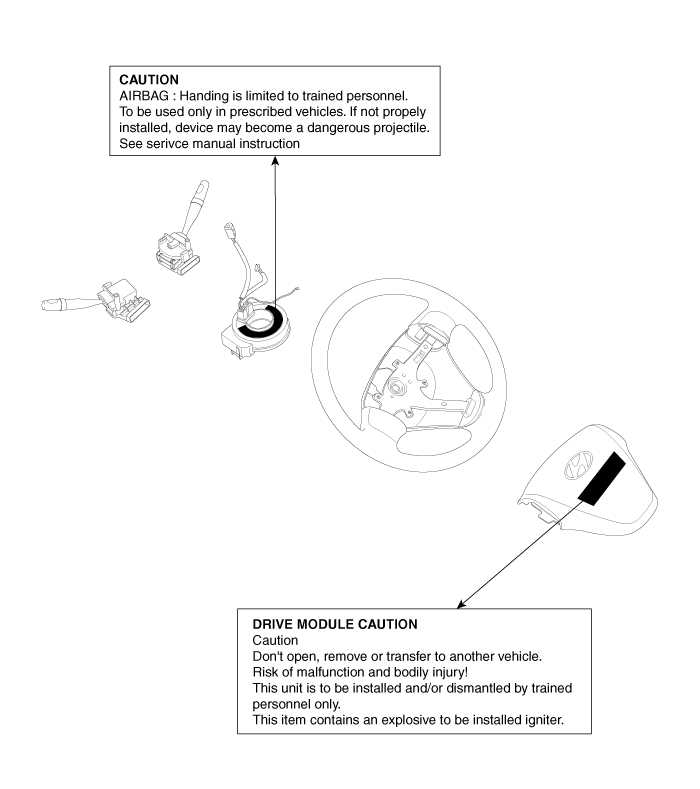 CAUTION
AIRBAG : Handing is limited to trained personnel.
To be used only in prescribed vehicles. If not propely
installed, device may become a dangerous projectile.
See serivce manual instruction
DRIVE MODULE CAUTION
Caution
Don't open, remove or transfer to another vehicle.
Risk of malfunction and bodily injury!
This unit is to be installed and/or dismantled by trained
personnel only.
This item contains an explosive to be installed igniter.